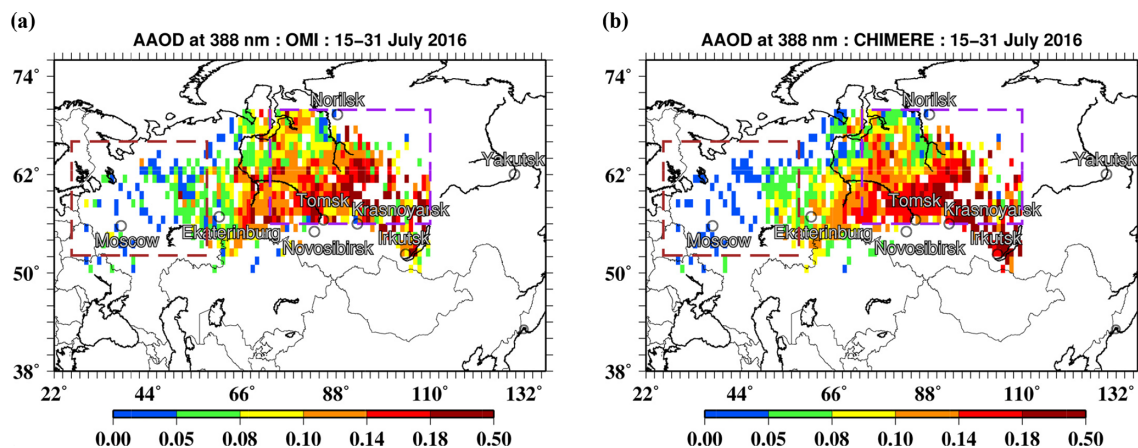 (a)
AAOD at 388 nm : OMI : 15−31 July 2016
74°
62°
50°
38°
Norilsk
Yakutsk
Tomsk
Krasnoyarsk
Ekaterinburg
Moscow
Novosibirsk
Irkutsk
22 44 66 88 110 132°
0.00 0.05 0.08 0.10 0.14 0.18 0.50
(b)
AAOD at 388 nm : CHIMERE : 15−31 July 2016
74°
62°
50°
38°
Norilsk
Yakutsk
Tomsk
Krasnoyarsk
Ekaterinburg
Moscow
Novosibirsk
Irkutsk
22 44 66 88 110 132°
0.00 0.05 0.08 0.10 0.14 0.18 0.50